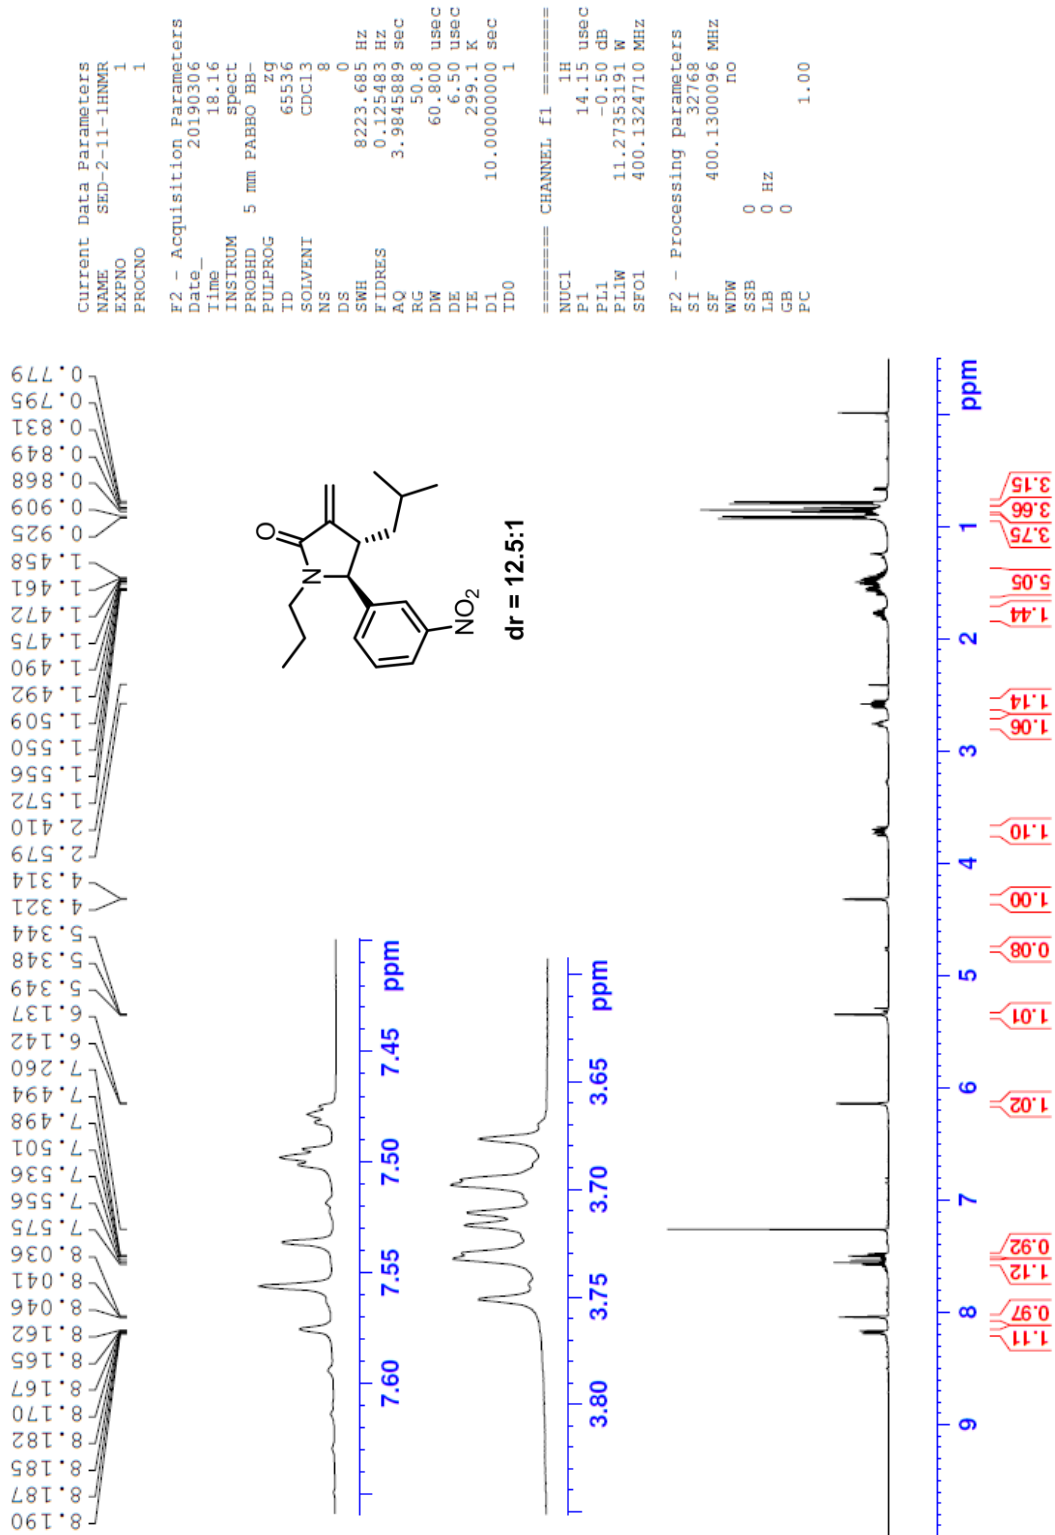 8.190
8.187
8.185
8.182
8.170
8.167
8.165
8.162
8.046
8.041
8.036
7.575
7.556
7.536
7.501
7.498
7.494
7.260
6.142
6.137
5.349
5.348
5.344
4.321
4.314
2.579
2.410
1.572
1.556
1.550
1.509
1.492
1.490
1.475
1.472
1.461
1.458
0.925
0.909
0.868
0.849
0.831
0.795
0.779
Current Data Parameters
NAME SED-2-11-1HNMR
EXPNO 1
PROCNO 1
F2 - Acquisition Parameters
Date_ 20190306
Time 18.16
INSTRUM spect
PROBHD 5 mm PABBO BB-
PULPROG zg
TD 65536
SOLVENT CDCl3
NS 8
DS 0
SWH 8223.685 Hz
FIDRES 0.125483 Hz
AQ 3.9845889 sec
RG 50.8
DW 60.800 usec
DE 6.50 usec
TE 299.1 K
D1 10.00000000 sec
TD0 1
======== CHANNEL f1 ========
NUC1 1H
P1 14.15 usec
PL1 -0.50 dB
PL1W 11.27353191 W
SFO1 400.1324710 MHz
F2 - Processing parameters
SI 32768
SF 400.1300096 MHz
WDW no
SSB 0
LB 0 Hz
GB 0
PC 1.00
O
N
NO2
dr = 12.5:1
7.60 7.55 7.50 7.45 ppm
3.80 3.75 3.70 3.65 ppm
9 8 7 6 5 4 3 2 1 ppm
1.11
0.97
1.12
0.92
1.02
1.01
0.08
1.00
1.10
1.06
1.14
1.44
5.05
3.75
3.66
3.15